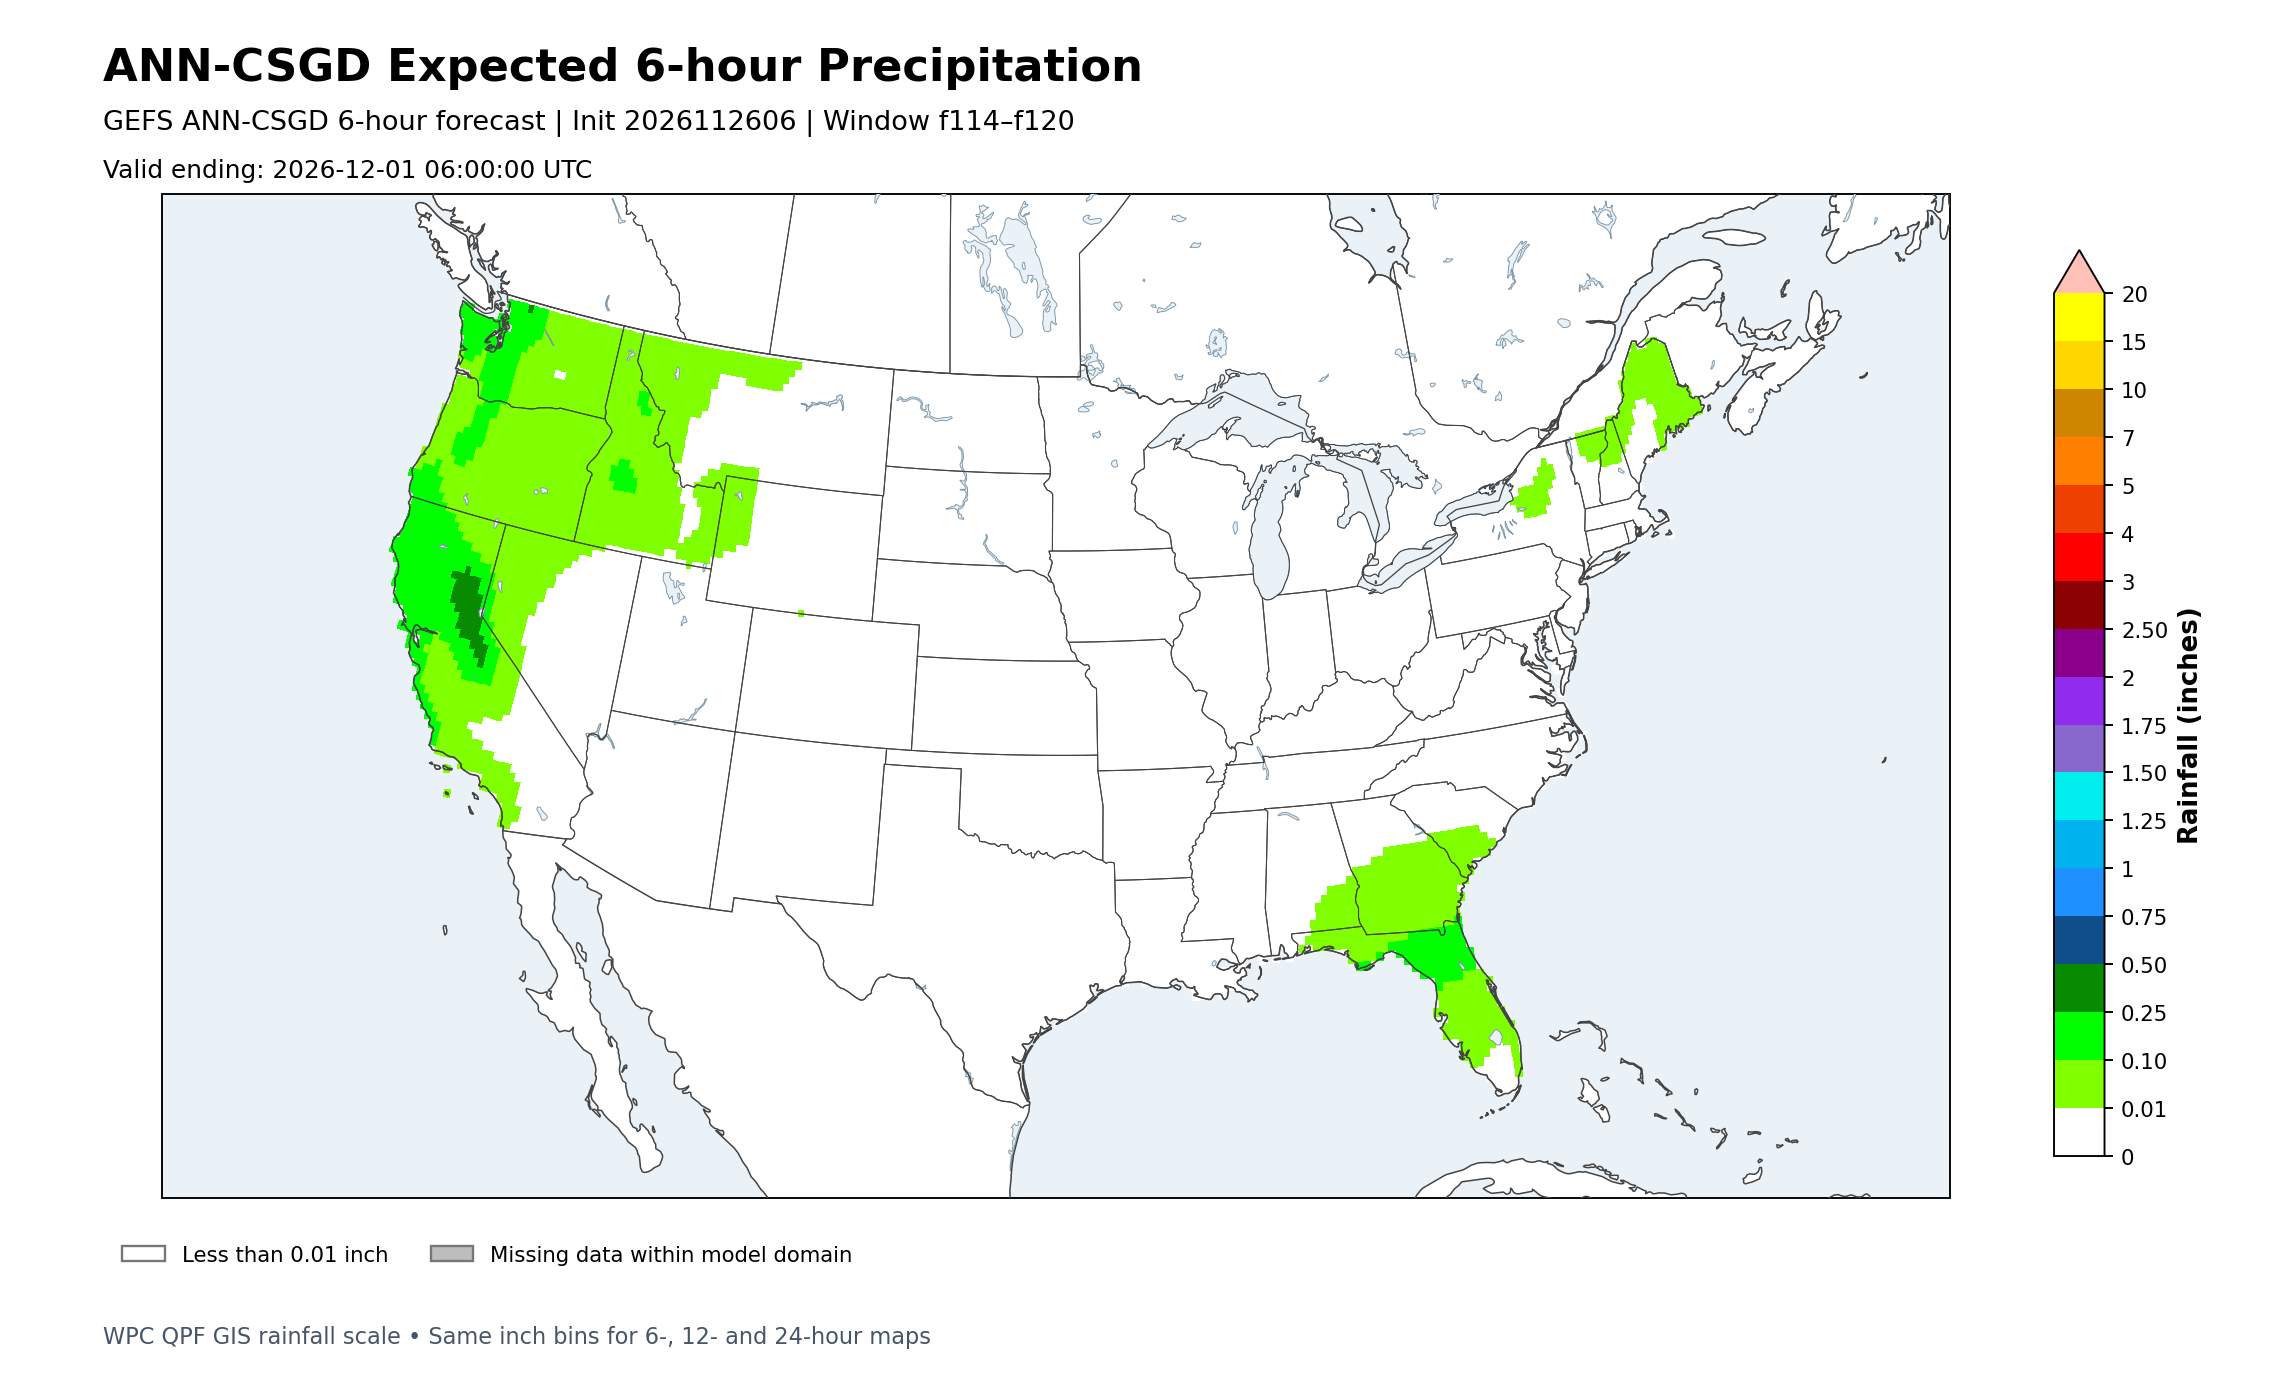 ANN-CSGD Expected 6-hour Precipitation
GEFS ANN-CSGD 6-hour forecast | Init 2026112606 | Window f114–f120
Valid ending: 2026-12-01 06:00:00 UTC
20
15
10
7
5
4
3
2.50
2
1.75
1.50
1.25
1
0.75
0.50
0.25
0.10
0.01
0
Rainfall (inches)
Less than 0.01 inch
Missing data within model domain
WPC QPF GIS rainfall scale • Same inch bins for 6-, 12- and 24-hour maps